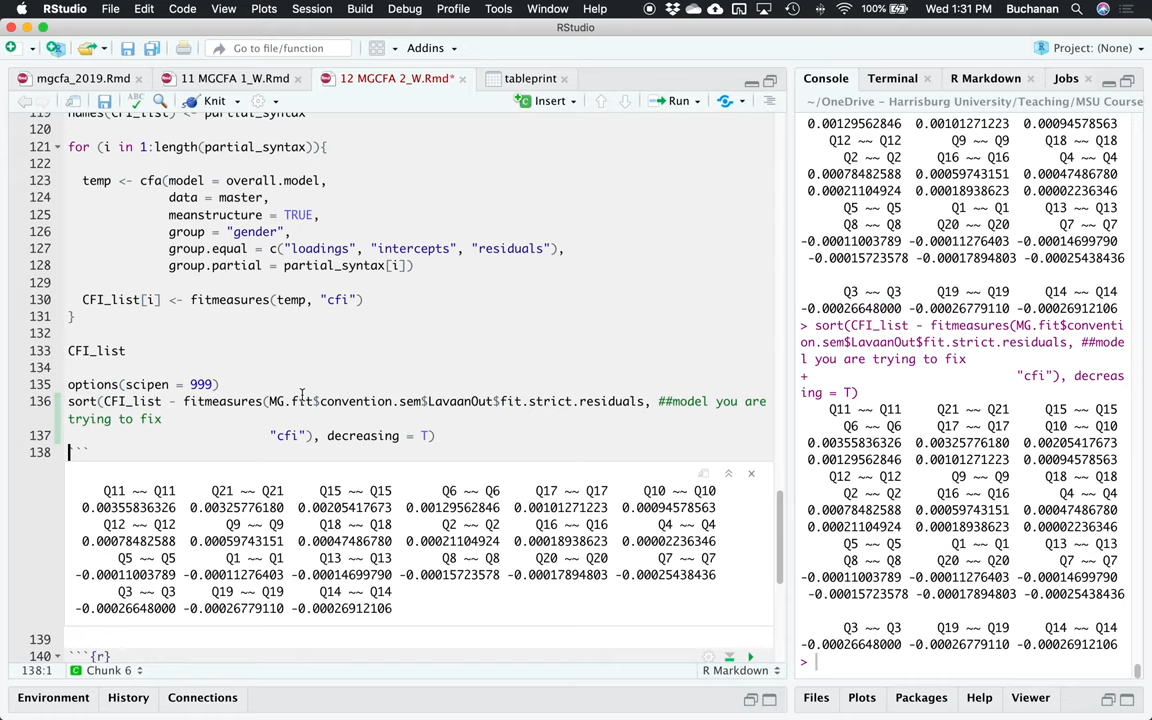 RStudio File Edit Code View Plots Session Build Debug Profile Tools Window Help 100% Wed 1:31 PM Buchanan
RStudio
Go to file/function Addins Project: (None)
mgcfa_2019.Rmd 11 MGCFA 1_W.Rmd 12 MGCFA 2_W.Rmd* tableprint
ABC Knit Insert Run
119 names(CFI_list) <- partial_syntax
120
121 for (i in 1:length(partial_syntax)){
122
123 temp <- cfa(model = overall.model,
124 data = master,
125 meanstructure = TRUE,
126 group = "gender",
127 group.equal = c("loadings", "intercepts", "residuals"),
128 group.partial = partial_syntax[i])
129
130 CFI_list[i] <- fitmeasures(temp, "cfi")
131 }
132
133 CFI_list
134
135 options(scipen = 999)
136 sort(CFI_list - fitmeasures(MG.fit$convention.sem$LavaanOut$fit.strict.residuals, ##model you are
trying to fix
137 "cfi"), decreasing = T)
138 ```
Q11 ~~ Q11 Q21 ~~ Q21 Q15 ~~ Q15 Q6 ~~ Q6 Q17 ~~ Q17 Q10 ~~ Q10
0.00355836326 0.00325776180 0.00205417673 0.00129562846 0.00101271223 0.00094578563
Q12 ~~ Q12 Q9 ~~ Q9 Q18 ~~ Q18 Q2 ~~ Q2 Q16 ~~ Q16 Q4 ~~ Q4
0.00078482588 0.00059743151 0.00047486780 0.00021104924 0.00018938623 0.00002236346
Q5 ~~ Q5 Q1 ~~ Q1 Q13 ~~ Q13 Q8 ~~ Q8 Q20 ~~ Q20 Q7 ~~ Q7
-0.00011003789 -0.00011276403 -0.00014699790 -0.00015723578 -0.00017894803 -0.00025438436
Q3 ~~ Q3 Q19 ~~ Q19 Q14 ~~ Q14
-0.00026648000 -0.00026779110 -0.00026912106
139
140 ```{r}
138:1 Chunk 6 R Markdown
Environment History Connections
Console Terminal R Markdown Jobs
~/OneDrive - Harrisburg University/Teaching/MSU Course
0.00129562846 0.00101271223 0.00094578563
Q12 ~~ Q12 Q9 ~~ Q9 Q18 ~~ Q18
Q2 ~~ Q2 Q16 ~~ Q16 Q4 ~~ Q4
0.00078482588 0.00059743151 0.00047486780
0.00021104924 0.00018938623 0.00002236346
Q5 ~~ Q5 Q1 ~~ Q1 Q13 ~~ Q13
Q8 ~~ Q8 Q20 ~~ Q20 Q7 ~~ Q7
-0.00011003789 -0.00011276403 -0.00014699790
-0.00015723578 -0.00017894803 -0.00025438436
Q3 ~~ Q3 Q19 ~~ Q19 Q14 ~~ Q14
-0.00026648000 -0.00026779110 -0.00026912106
> sort(CFI_list - fitmeasures(MG.fit$conventi
on.sem$LavaanOut$fit.strict.residuals, ##mode
l you are trying to fix
+ "cfi"), decreas
ing = T)
Q11 ~~ Q11 Q21 ~~ Q21 Q15 ~~ Q15
Q6 ~~ Q6 Q17 ~~ Q17 Q10 ~~ Q10
0.00355836326 0.00325776180 0.00205417673
0.00129562846 0.00101271223 0.00094578563
Q12 ~~ Q12 Q9 ~~ Q9 Q18 ~~ Q18
Q2 ~~ Q2 Q16 ~~ Q16 Q4 ~~ Q4
0.00078482588 0.00059743151 0.00047486780
0.00021104924 0.00018938623 0.00002236346
Q5 ~~ Q5 Q1 ~~ Q1 Q13 ~~ Q13
Q8 ~~ Q8 Q20 ~~ Q20 Q7 ~~ Q7
-0.00011003789 -0.00011276403 -0.00014699790
-0.00015723578 -0.00017894803 -0.00025438436
Q3 ~~ Q3 Q19 ~~ Q19 Q14 ~~ Q14
-0.00026648000 -0.00026779110 -0.00026912106
>
Files Plots Packages Help Viewer